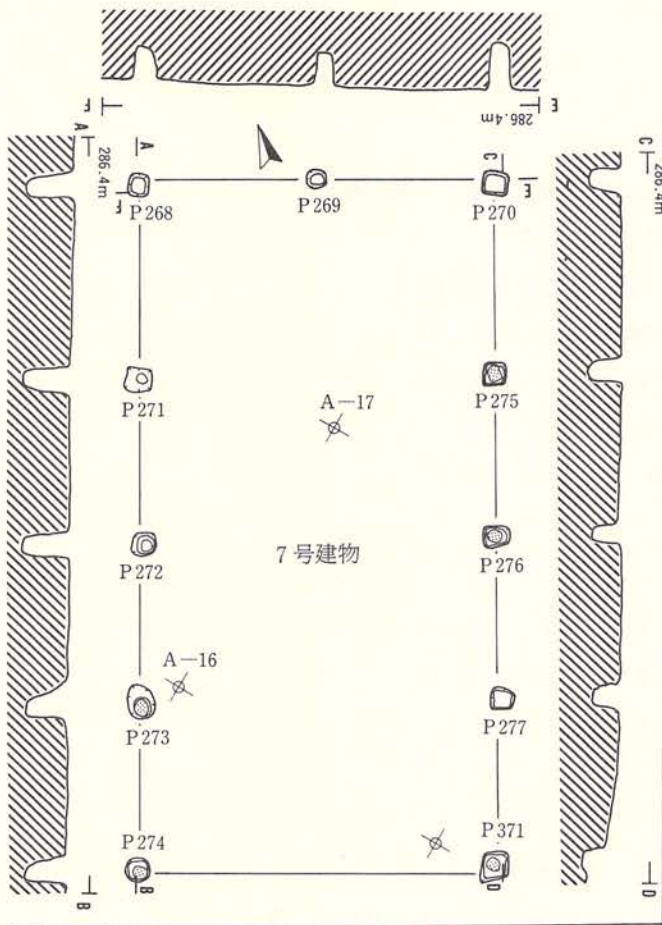 F
E
286.4m
A
286.4m
A
C
C
286.4m
E
F
P268
P269
P270
P271
A-17
P275
7号建物
P272
P276
A-16
P273
P277
P274
P371
B
B
D
D